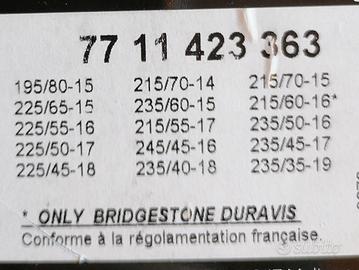 77 11 423 363
195/80-15 215/70-14 215/70-15
225/65-15 235/60-15 215/60-16*
225/55-16 215/55-17 235/50-16
225/50-17 245/45-16 235/45-17
225/45-18 235/40-18 235/35-19
* ONLY BRIDGESTONE DURAVIS
Conforme à la régolamentation française.
subito